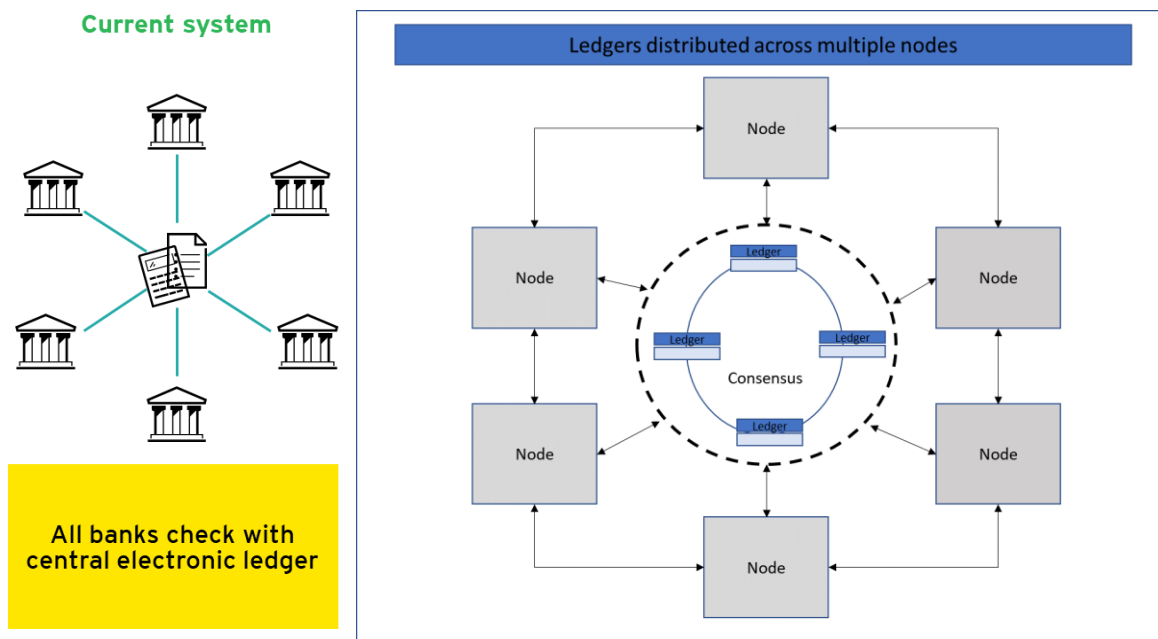 Current system
All banks check with
central electronic ledger
Ledgers distributed across multiple nodes
Node
Node
Node
Ledger
Ledger
Ledger
Consensus
Ledger
Node
Node
Node